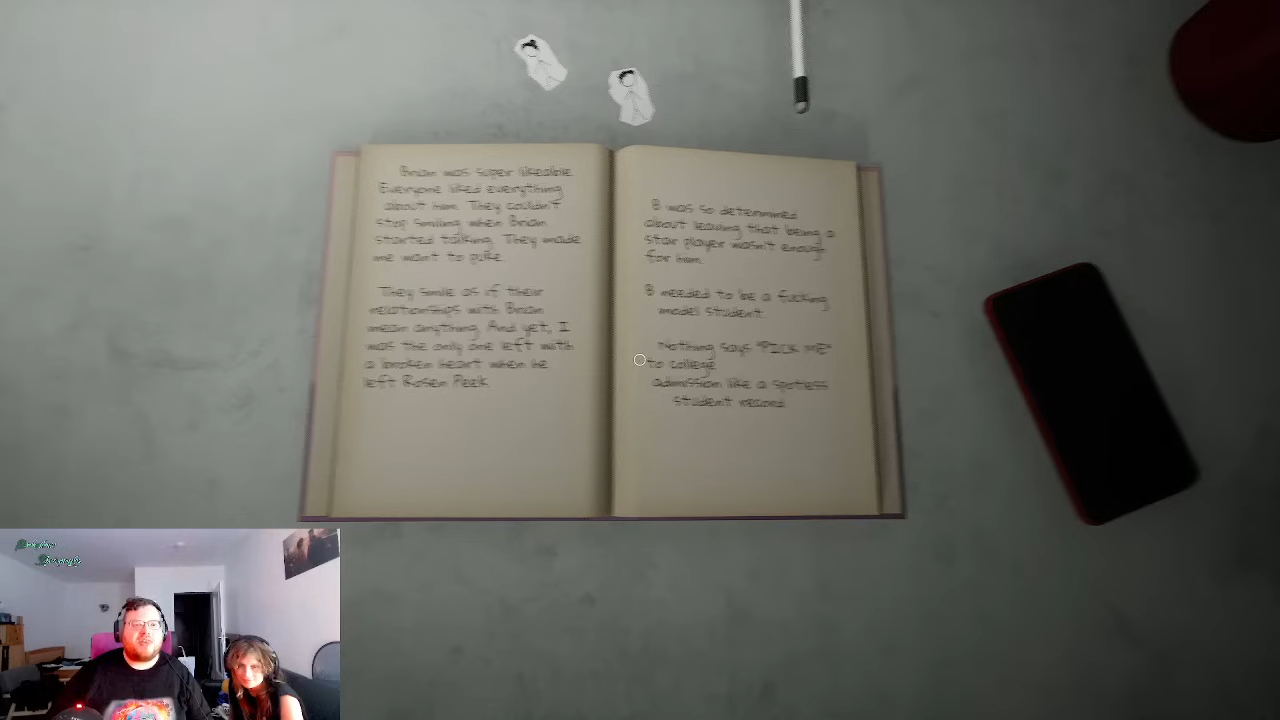 Brian was super likeable.
Everyone liked everything
about him. They couldn't
stop smiling when Brian
started talking. They made
me want to puke.
They smile as if their
relationships with Brian
mean anything. And yet, I
was the only one left with
a broken heart when he
left Rosen Peek.
B was so determined
about leaving that being a
star player wasn't enough
for him.
B needed to be a fucking
model student.
Nothing says "PICK ME"
to college
admission like a spotless
student record